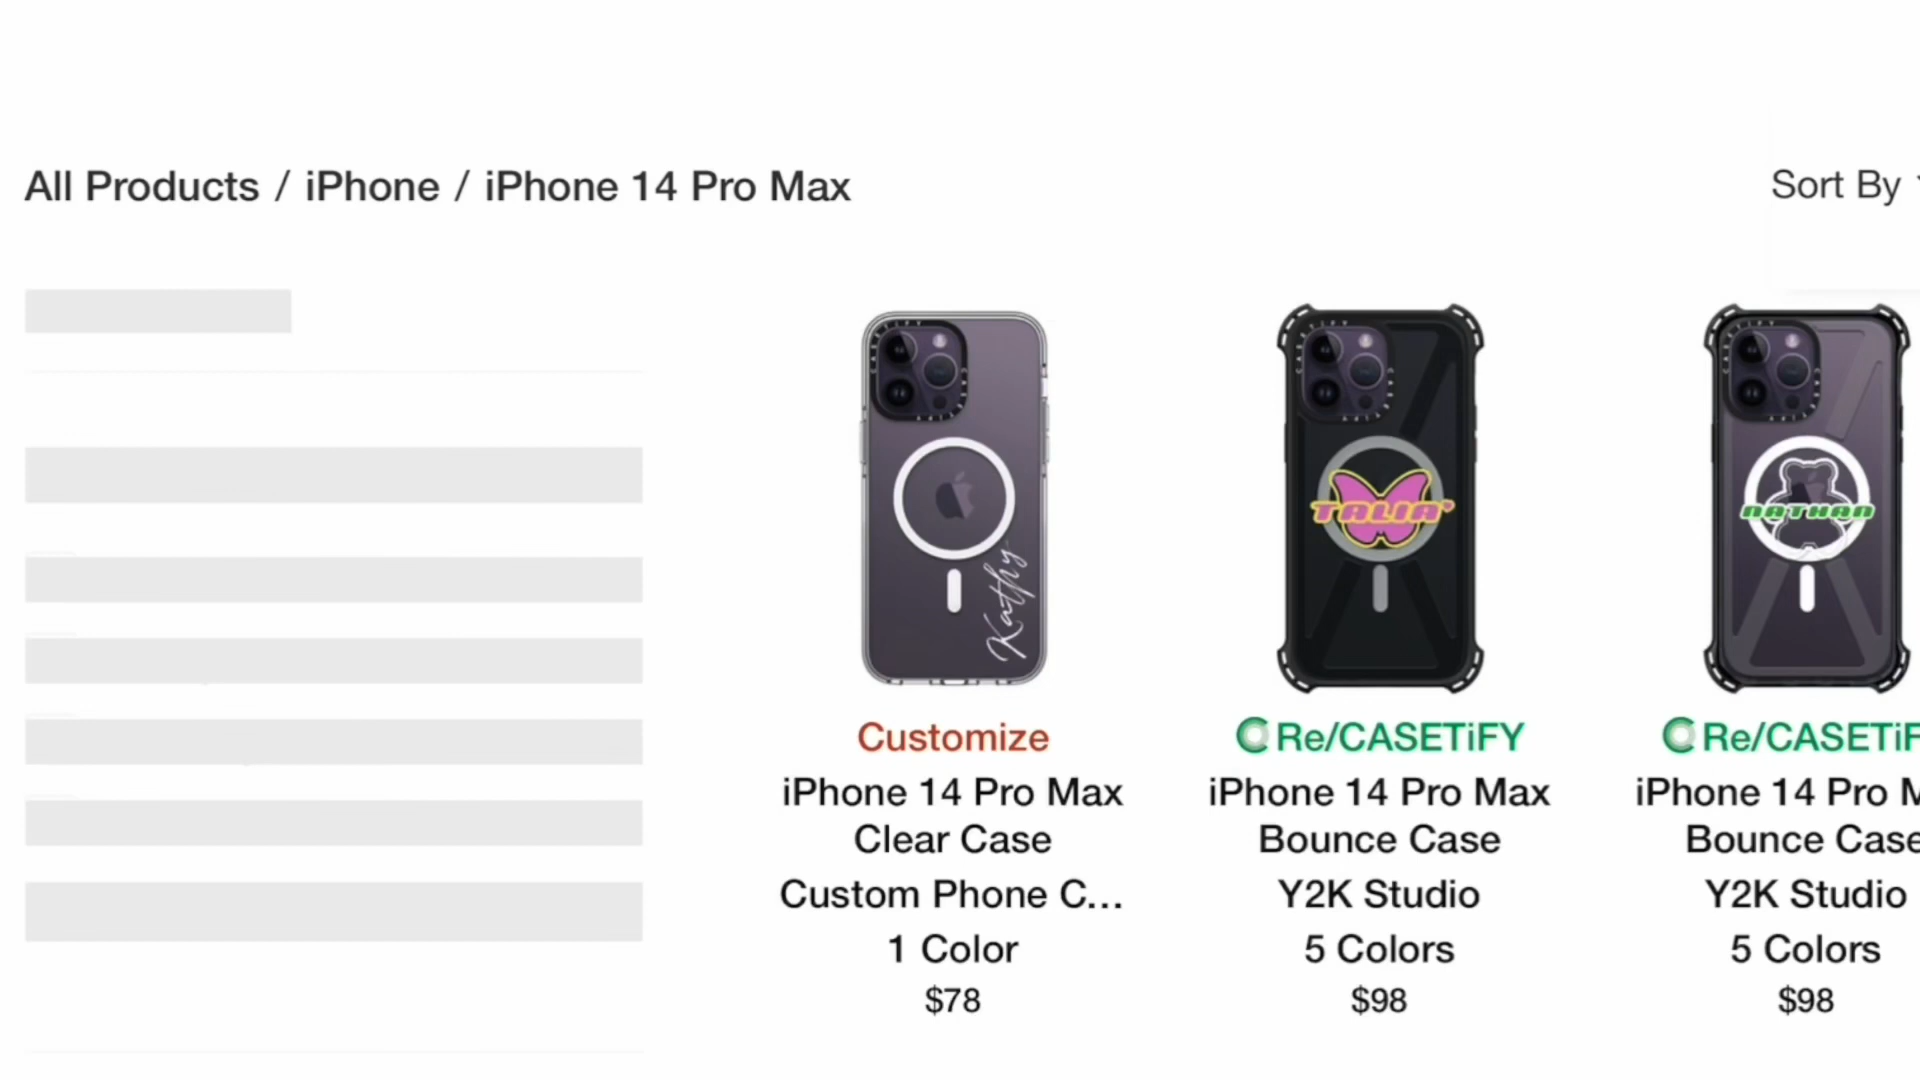 All Products / iPhone / iPhone 14 Pro Max
Sort By
Kathy
TALIA
NATHAN
Customize
Re/CASETiFY
Re/CASETiF
iPhone 14 Pro Max
Clear Case
iPhone 14 Pro Max
Bounce Case
iPhone 14 Pro M
Bounce Case
Custom Phone C...
Y2K Studio
Y2K Studio
1 Color
5 Colors
5 Colors
$78
$98
$98